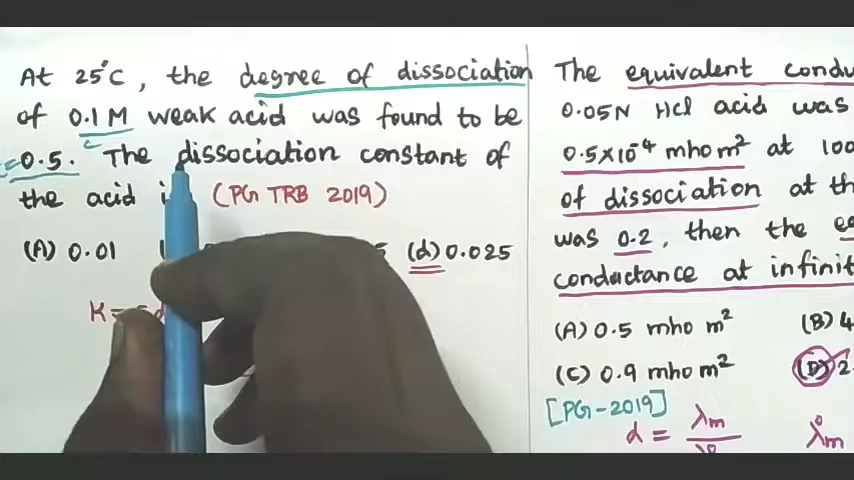 At 25°C, the degree of dissociation
of 0.1 M weak acid was found to be
=0.5. The dissociation constant of
the acid i (PG TRB 2019)
(A) 0.01 (d) 0.025
K =
The equivalent condu
0.05N HCl acid was
0.5×10⁻⁴ mho m² at 100
of dissociation at th
was 0.2, then the e
conductance at infinit
(A) 0.5 mho m² (B) 4
(C) 0.9 mho m² (D) 2
[PG-2019]
α = λm λ°m